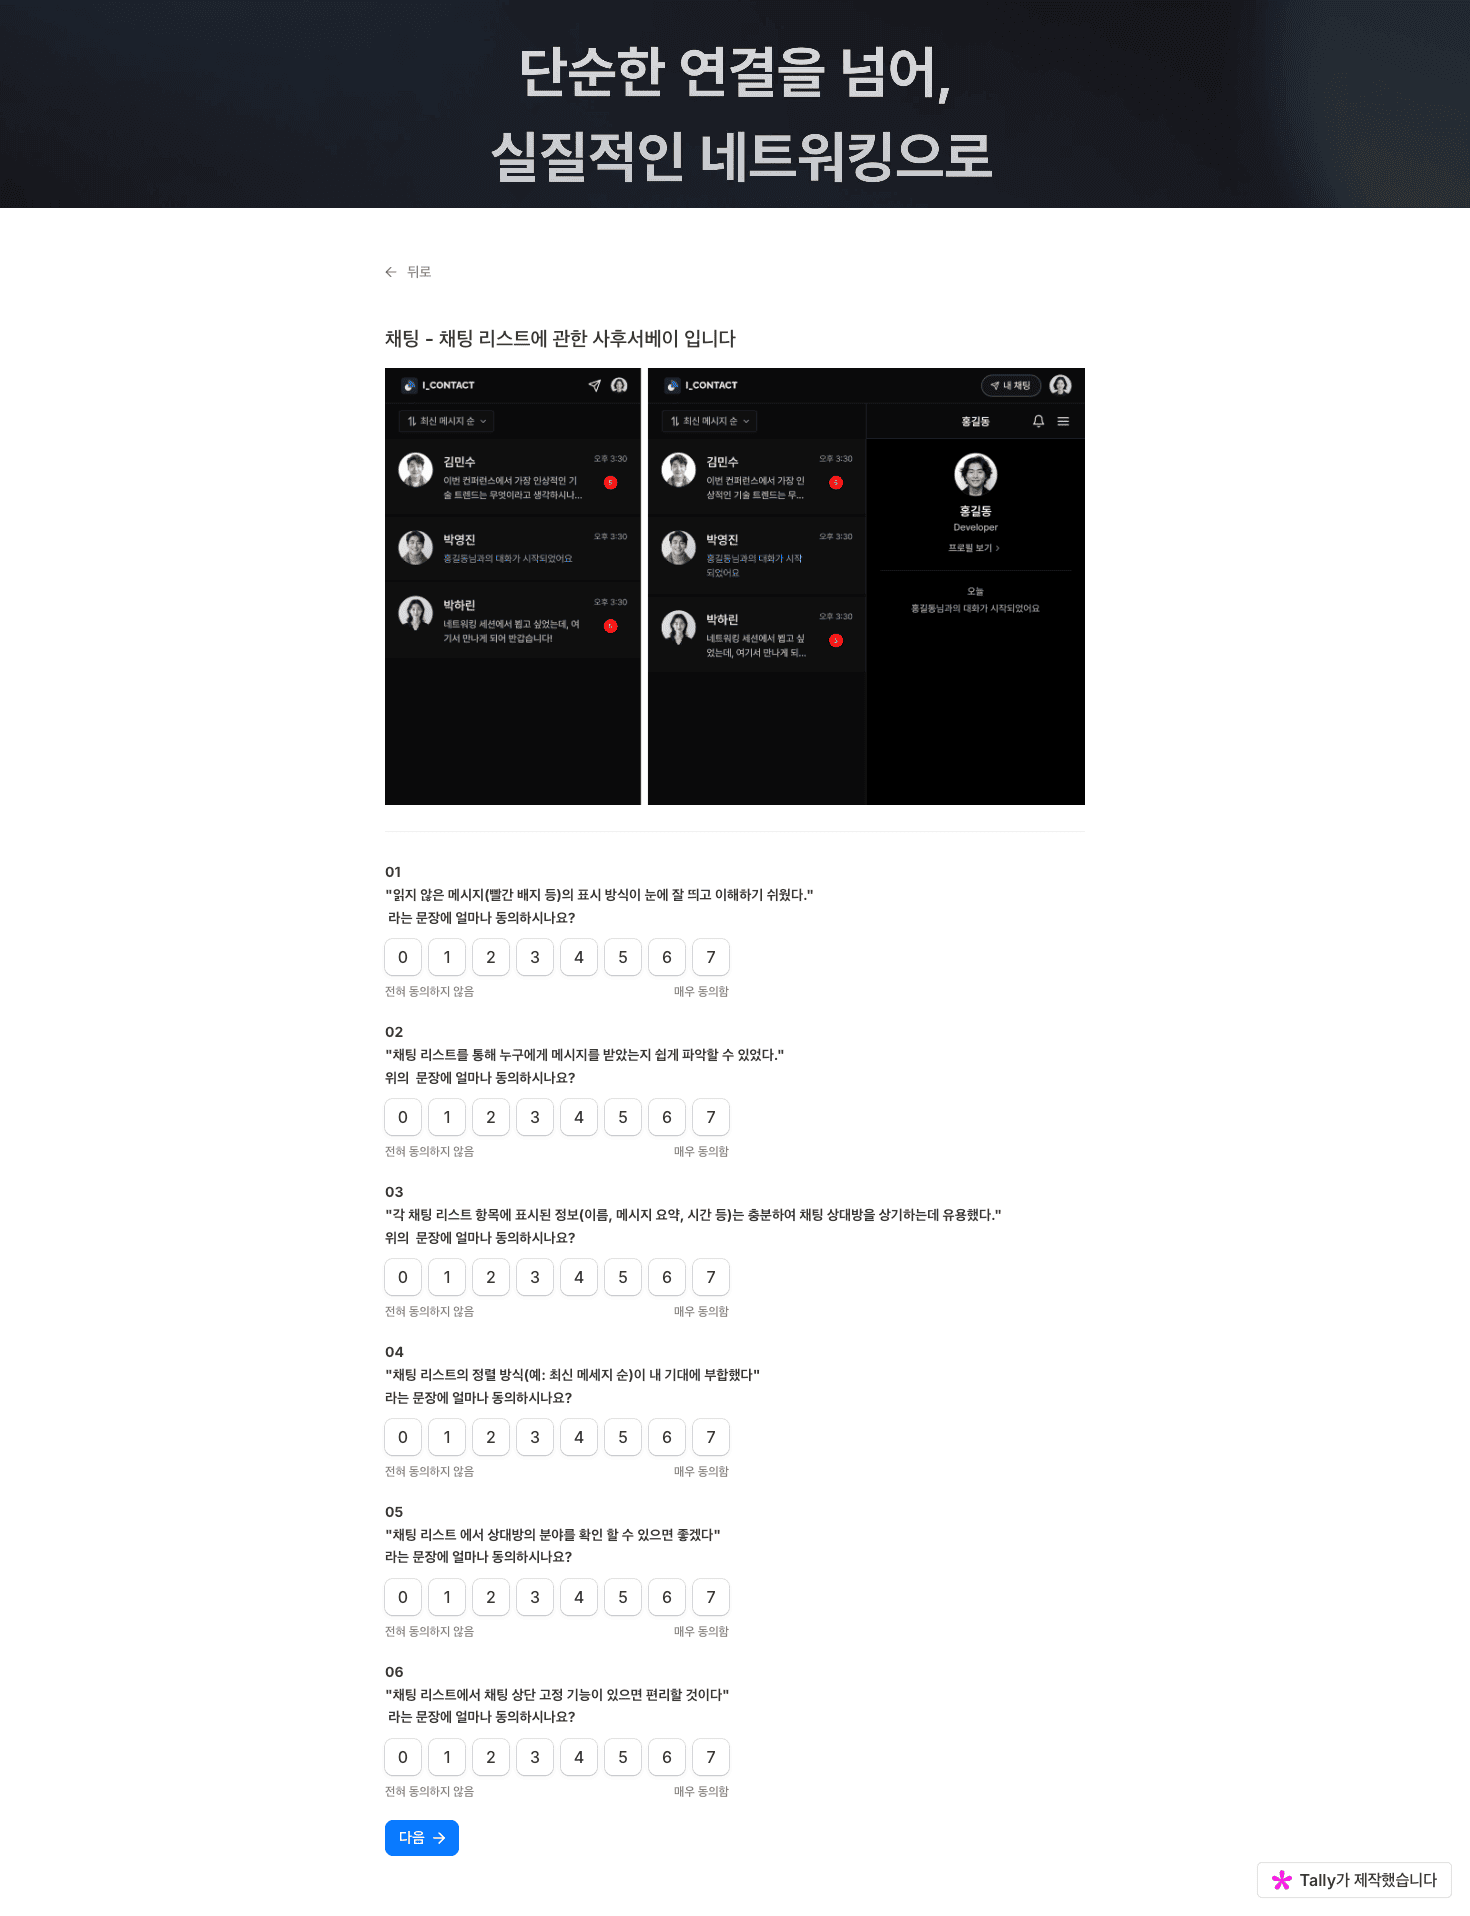 단순한 연결을 넘어,
실질적인 네트워킹으로
뒤로
채팅 - 채팅 리스트에 관한 사후서베이 입니다
I_CONTACT
최신 메시지 순
김민수
오후 3:30
이번 컨퍼런스에서 가장 인상적인 기
술 트렌드는 무엇이라고 생각하시나...
박영진
오후 3:30
홍길동님과의 대화가 시작되었어요
박하린
오후 3:30
네트워킹 세션에서 뵙고 싶었는데, 여
기서 만나게 되어 반갑습니다!
I_CONTACT
내 채팅
최신 메시지 순
김민수
오후 3:30
이번 컨퍼런스에서 가장 인
상적인 기술 트렌드는 무...
박영진
오후 3:30
홍길동님과의 대화가 시작
되었어요
박하린
오후 3:30
네트워킹 세션에서 뵙고 싶
었는데, 여기서 만나게 되...
홍길동
홍길동
Developer
프로필 보기
오늘
홍길동님과의 대화가 시작되었어요
01
"읽지 않은 메시지(빨간 배지 등)의 표시 방식이 눈에 잘 띄고 이해하기 쉬웠다."
라는 문장에 얼마나 동의하시나요?
0 1 2 3 4 5 6 7
전혀 동의하지 않음 매우 동의함
02
"채팅 리스트를 통해 누구에게 메시지를 받았는지 쉽게 파악할 수 있었다."
위의 문장에 얼마나 동의하시나요?
0 1 2 3 4 5 6 7
전혀 동의하지 않음 매우 동의함
03
"각 채팅 리스트 항목에 표시된 정보(이름, 메시지 요약, 시간 등)는 충분하여 채팅 상대방을 상기하는데 유용했다."
위의 문장에 얼마나 동의하시나요?
0 1 2 3 4 5 6 7
전혀 동의하지 않음 매우 동의함
04
"채팅 리스트의 정렬 방식(예: 최신 메세지 순)이 내 기대에 부합했다"
라는 문장에 얼마나 동의하시나요?
0 1 2 3 4 5 6 7
전혀 동의하지 않음 매우 동의함
05
"채팅 리스트 에서 상대방의 분야를 확인 할 수 있으면 좋겠다"
라는 문장에 얼마나 동의하시나요?
0 1 2 3 4 5 6 7
전혀 동의하지 않음 매우 동의함
06
"채팅 리스트에서 채팅 상단 고정 기능이 있으면 편리할 것이다"
라는 문장에 얼마나 동의하시나요?
0 1 2 3 4 5 6 7
전혀 동의하지 않음 매우 동의함
다음
Tally가 제작했습니다